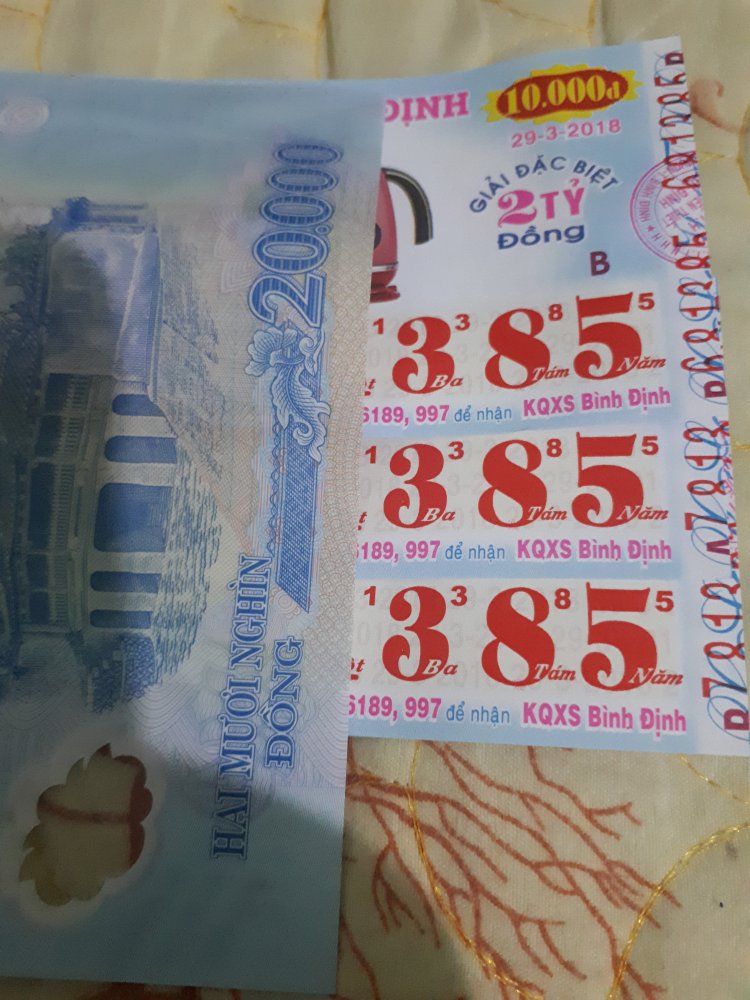 20.000
HAI MƯƠI NGHÌN
ĐỒNG
ĐỊNH
10.000đ
29-3-2018
GIẢI ĐẶC BIỆT
2 TỶ
Đồng
B
1 3 3 8 8 5 5
Ba Tám Năm
6189, 997 để nhận KQXS Bình Định
1 3 3 8 8 5 5
Ba Tám Năm
6189, 997 để nhận KQXS Bình Định
1 3 3 8 8 5 5
Ba Tám Năm
6189, 997 để nhận KQXS Bình Định